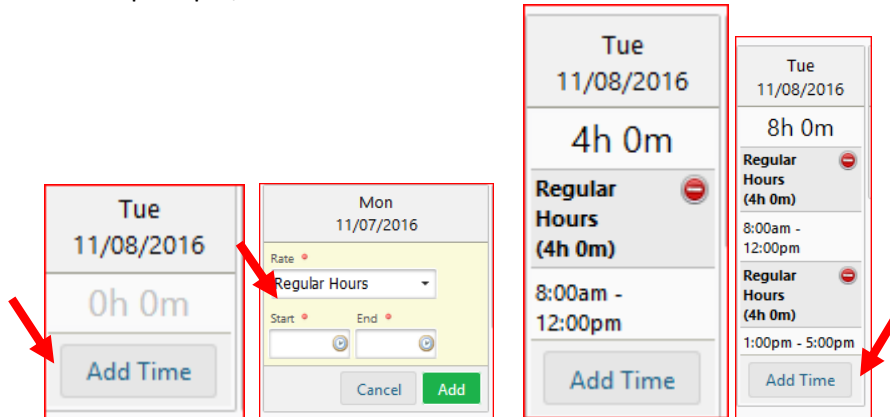 Tue
11/08/2016
0h 0m
Add Time
Mon
11/07/2016
Rate
Regular Hours
Start End
Cancel Add
Tue
11/08/2016
4h 0m
Regular
Hours
(4h 0m)
8:00am -
12:00pm
Add Time
Tue
11/08/2016
8h 0m
Regular
Hours
(4h 0m)
8:00am -
12:00pm
Regular
Hours
(4h 0m)
1:00pm - 5:00pm
Add Time